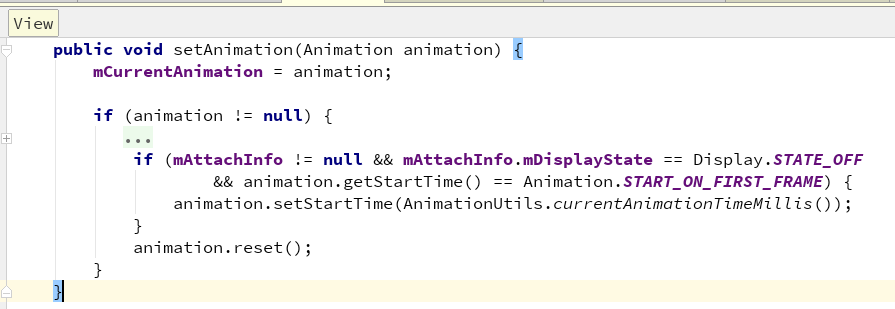 View
public void setAnimation(Animation animation) {
mCurrentAnimation = animation;
if (animation != null) {
...
if (mAttachInfo != null && mAttachInfo.mDisplayState == Display.STATE_OFF
&& animation.getStartTime() == Animation.START_ON_FIRST_FRAME) {
animation.setStartTime(AnimationUtils.currentAnimationTimeMillis());
}
animation.reset();
}
}